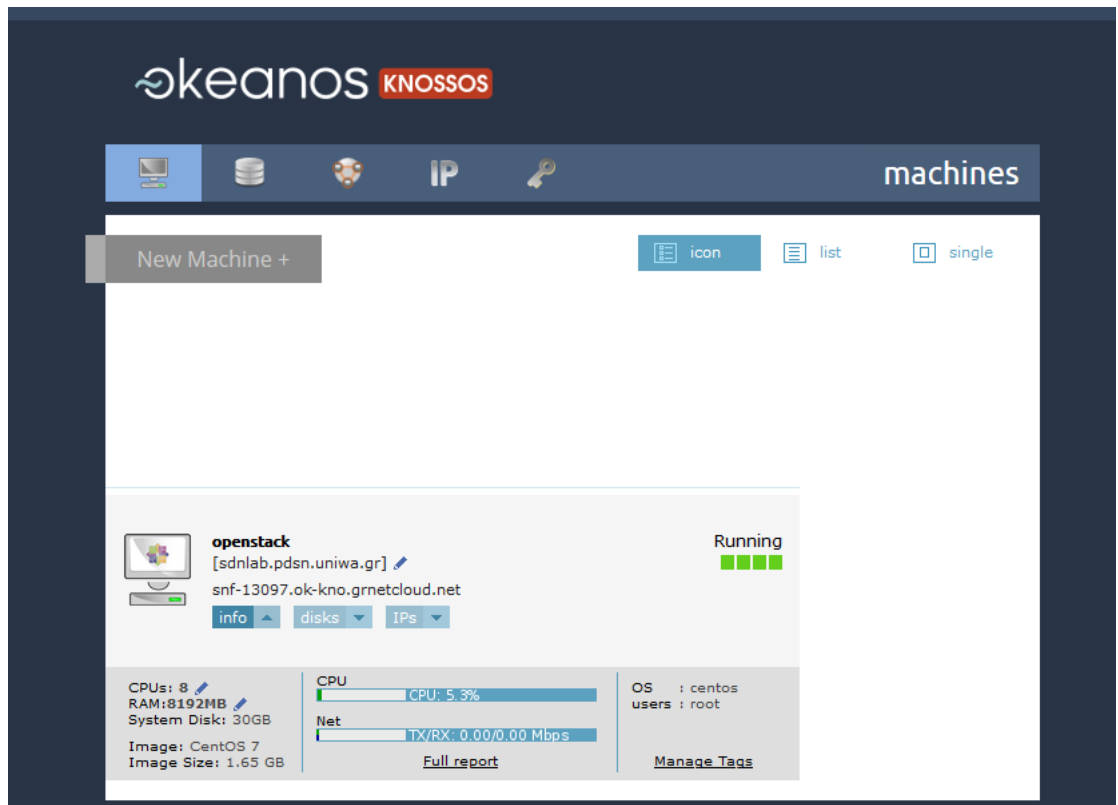 okeanos KNOSSOS
IP machines
New Machine + icon list single
openstack Running
[sdnlab.pdsn.uniwa.gr]
snf-13097.ok-kno.grnetcloud.net
info disks IPs
CPUs: 8
RAM:8192MB
System Disk: 30GB
Image: CentOS 7
Image Size: 1.65 GB
CPU
CPU: 5.3%
Net
TX/RX: 0.00/0.00 Mbps
Full report
OS : centos
users : root
Manage Tags